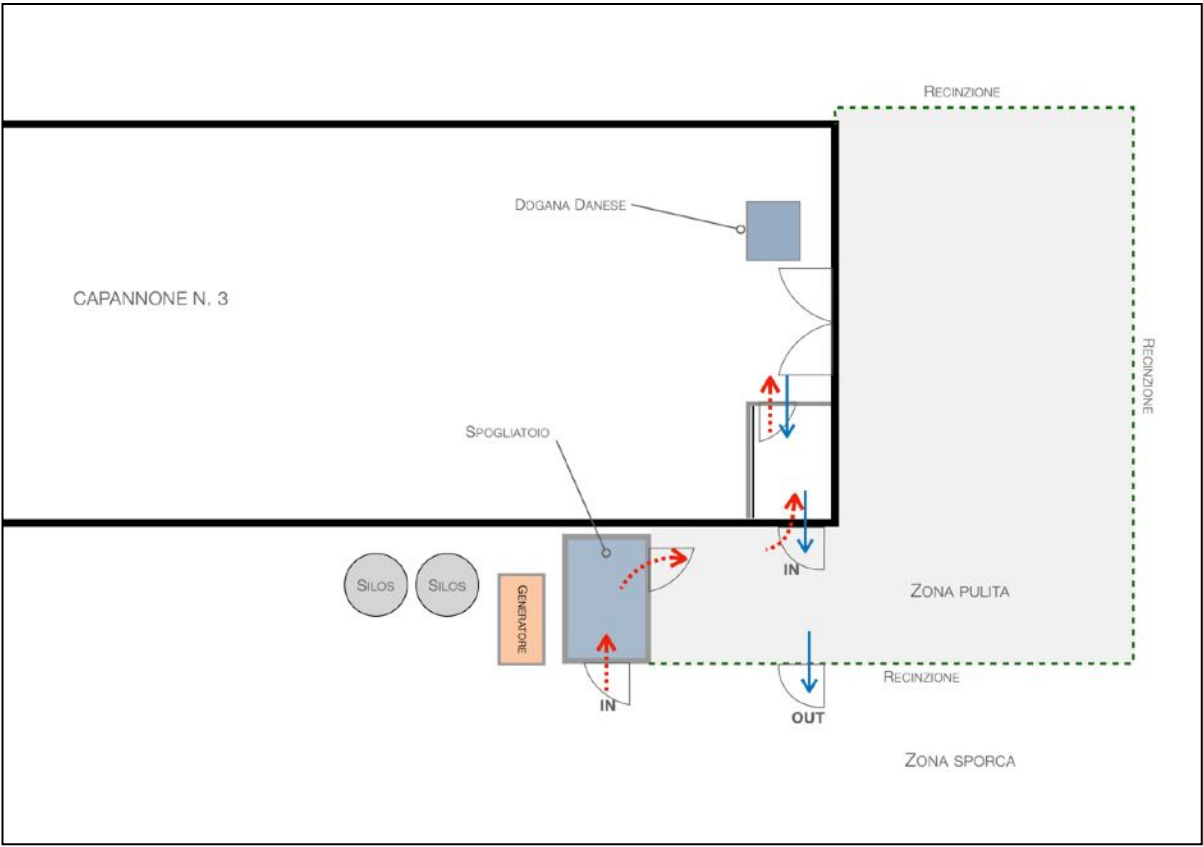 RECINZIONE
DOGANA DANESE
CAPANNONE N. 3
RECINZIONE
SPOGLIATOIO
SILOS
SILOS
GENERATORE
IN
ZONA PULITA
RECINZIONE
IN
OUT
ZONA SPORCA